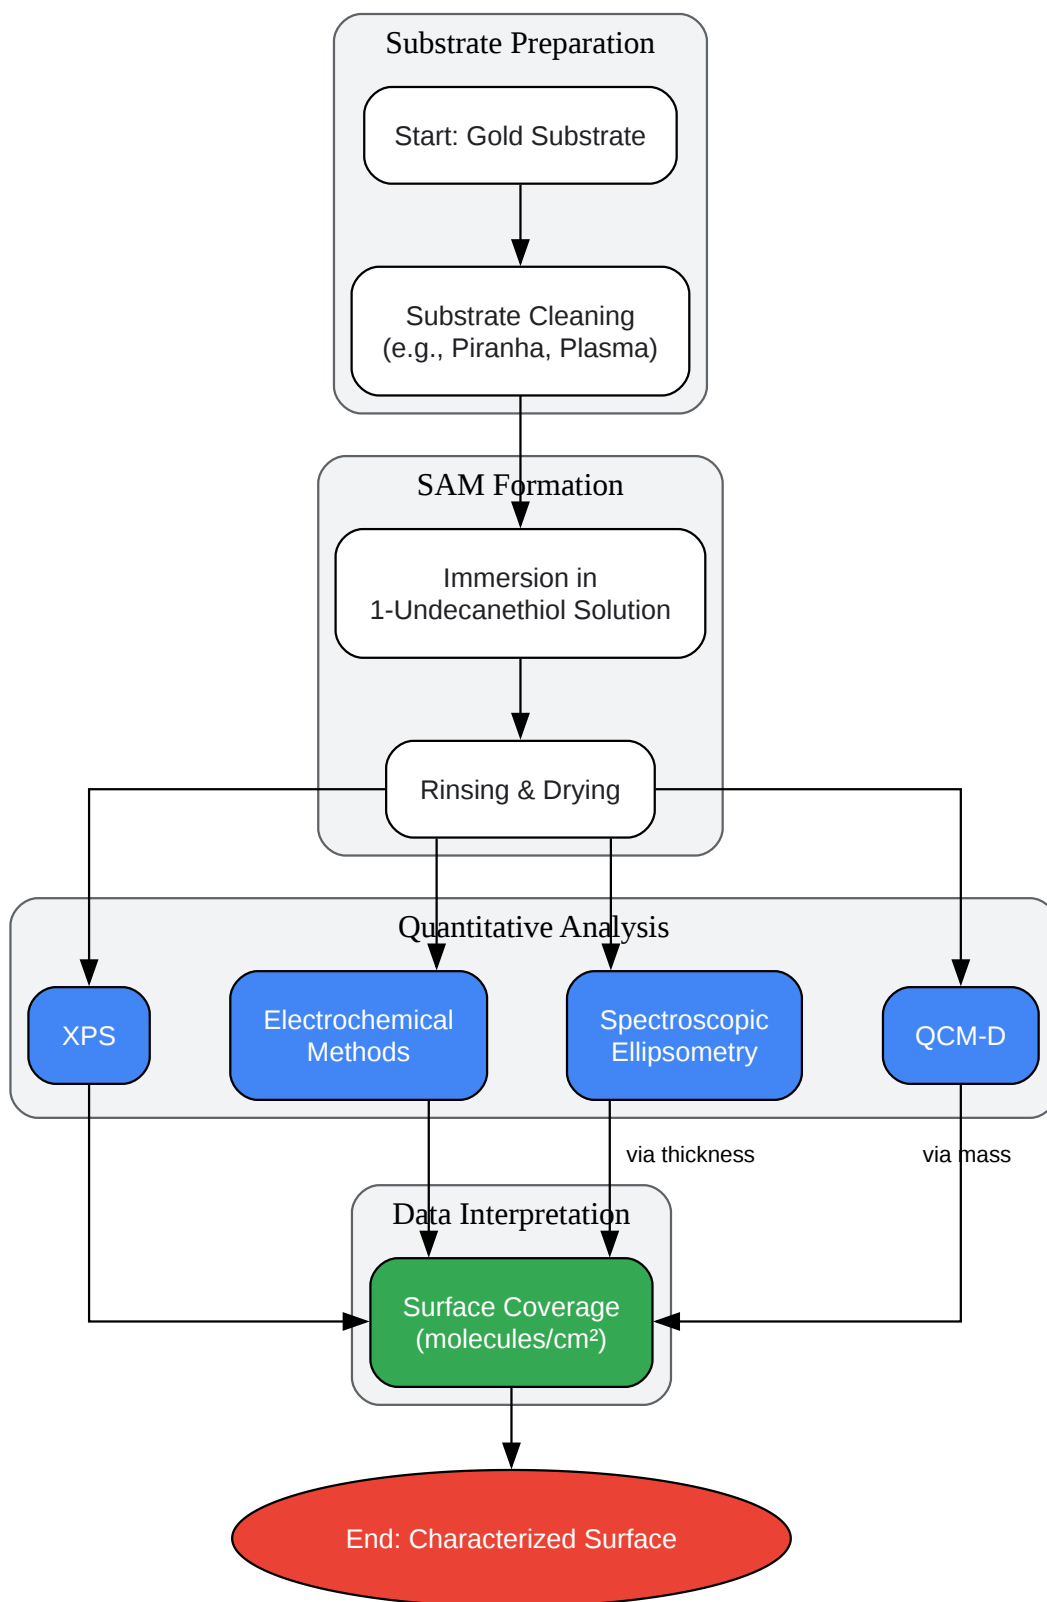 Substrate Preparation
Start: Gold Substrate
Substrate Cleaning
(e.g., Piranha, Plasma)
SAM Formation
Immersion in
1-Undecanethiol Solution
Rinsing & Drying
Quantitative Analysis
XPS
Electrochemical
Methods
Spectroscopic
Ellipsometry
QCM-D
via thickness
via mass
Data Interpretation
Surface Coverage
(molecules/cm²)
End: Characterized Surface